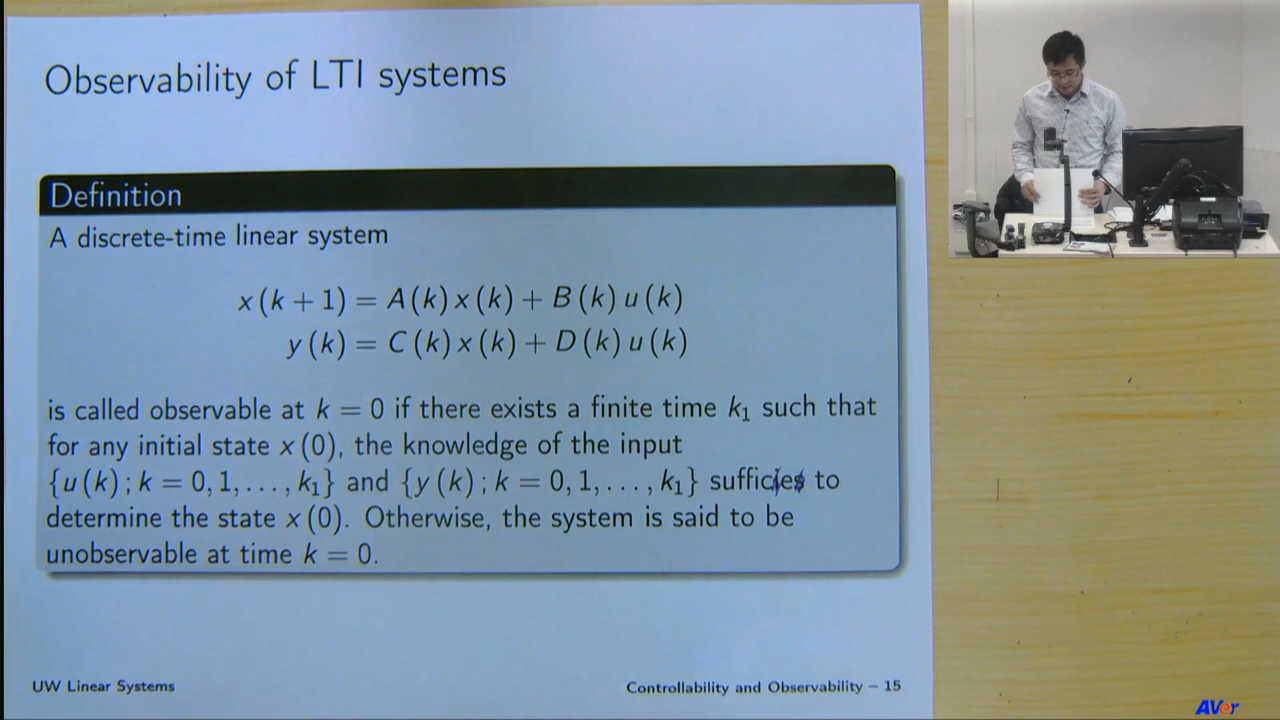 Observability of LTI systems
Definition
A discrete-time linear system
x(k+1) = A(k)x(k) + B(k)u(k)
y(k) = C(k)x(k) + D(k)u(k)
is called observable at k = 0 if there exists a finite time k₁ such that
for any initial state x(0), the knowledge of the input
{u(k); k = 0, 1, ..., k₁} and {y(k); k = 0, 1, ..., k₁} suffices to
determine the state x(0). Otherwise, the system is said to be
unobservable at time k = 0.
UW Linear Systems
Controllability and Observability – 15
AVer